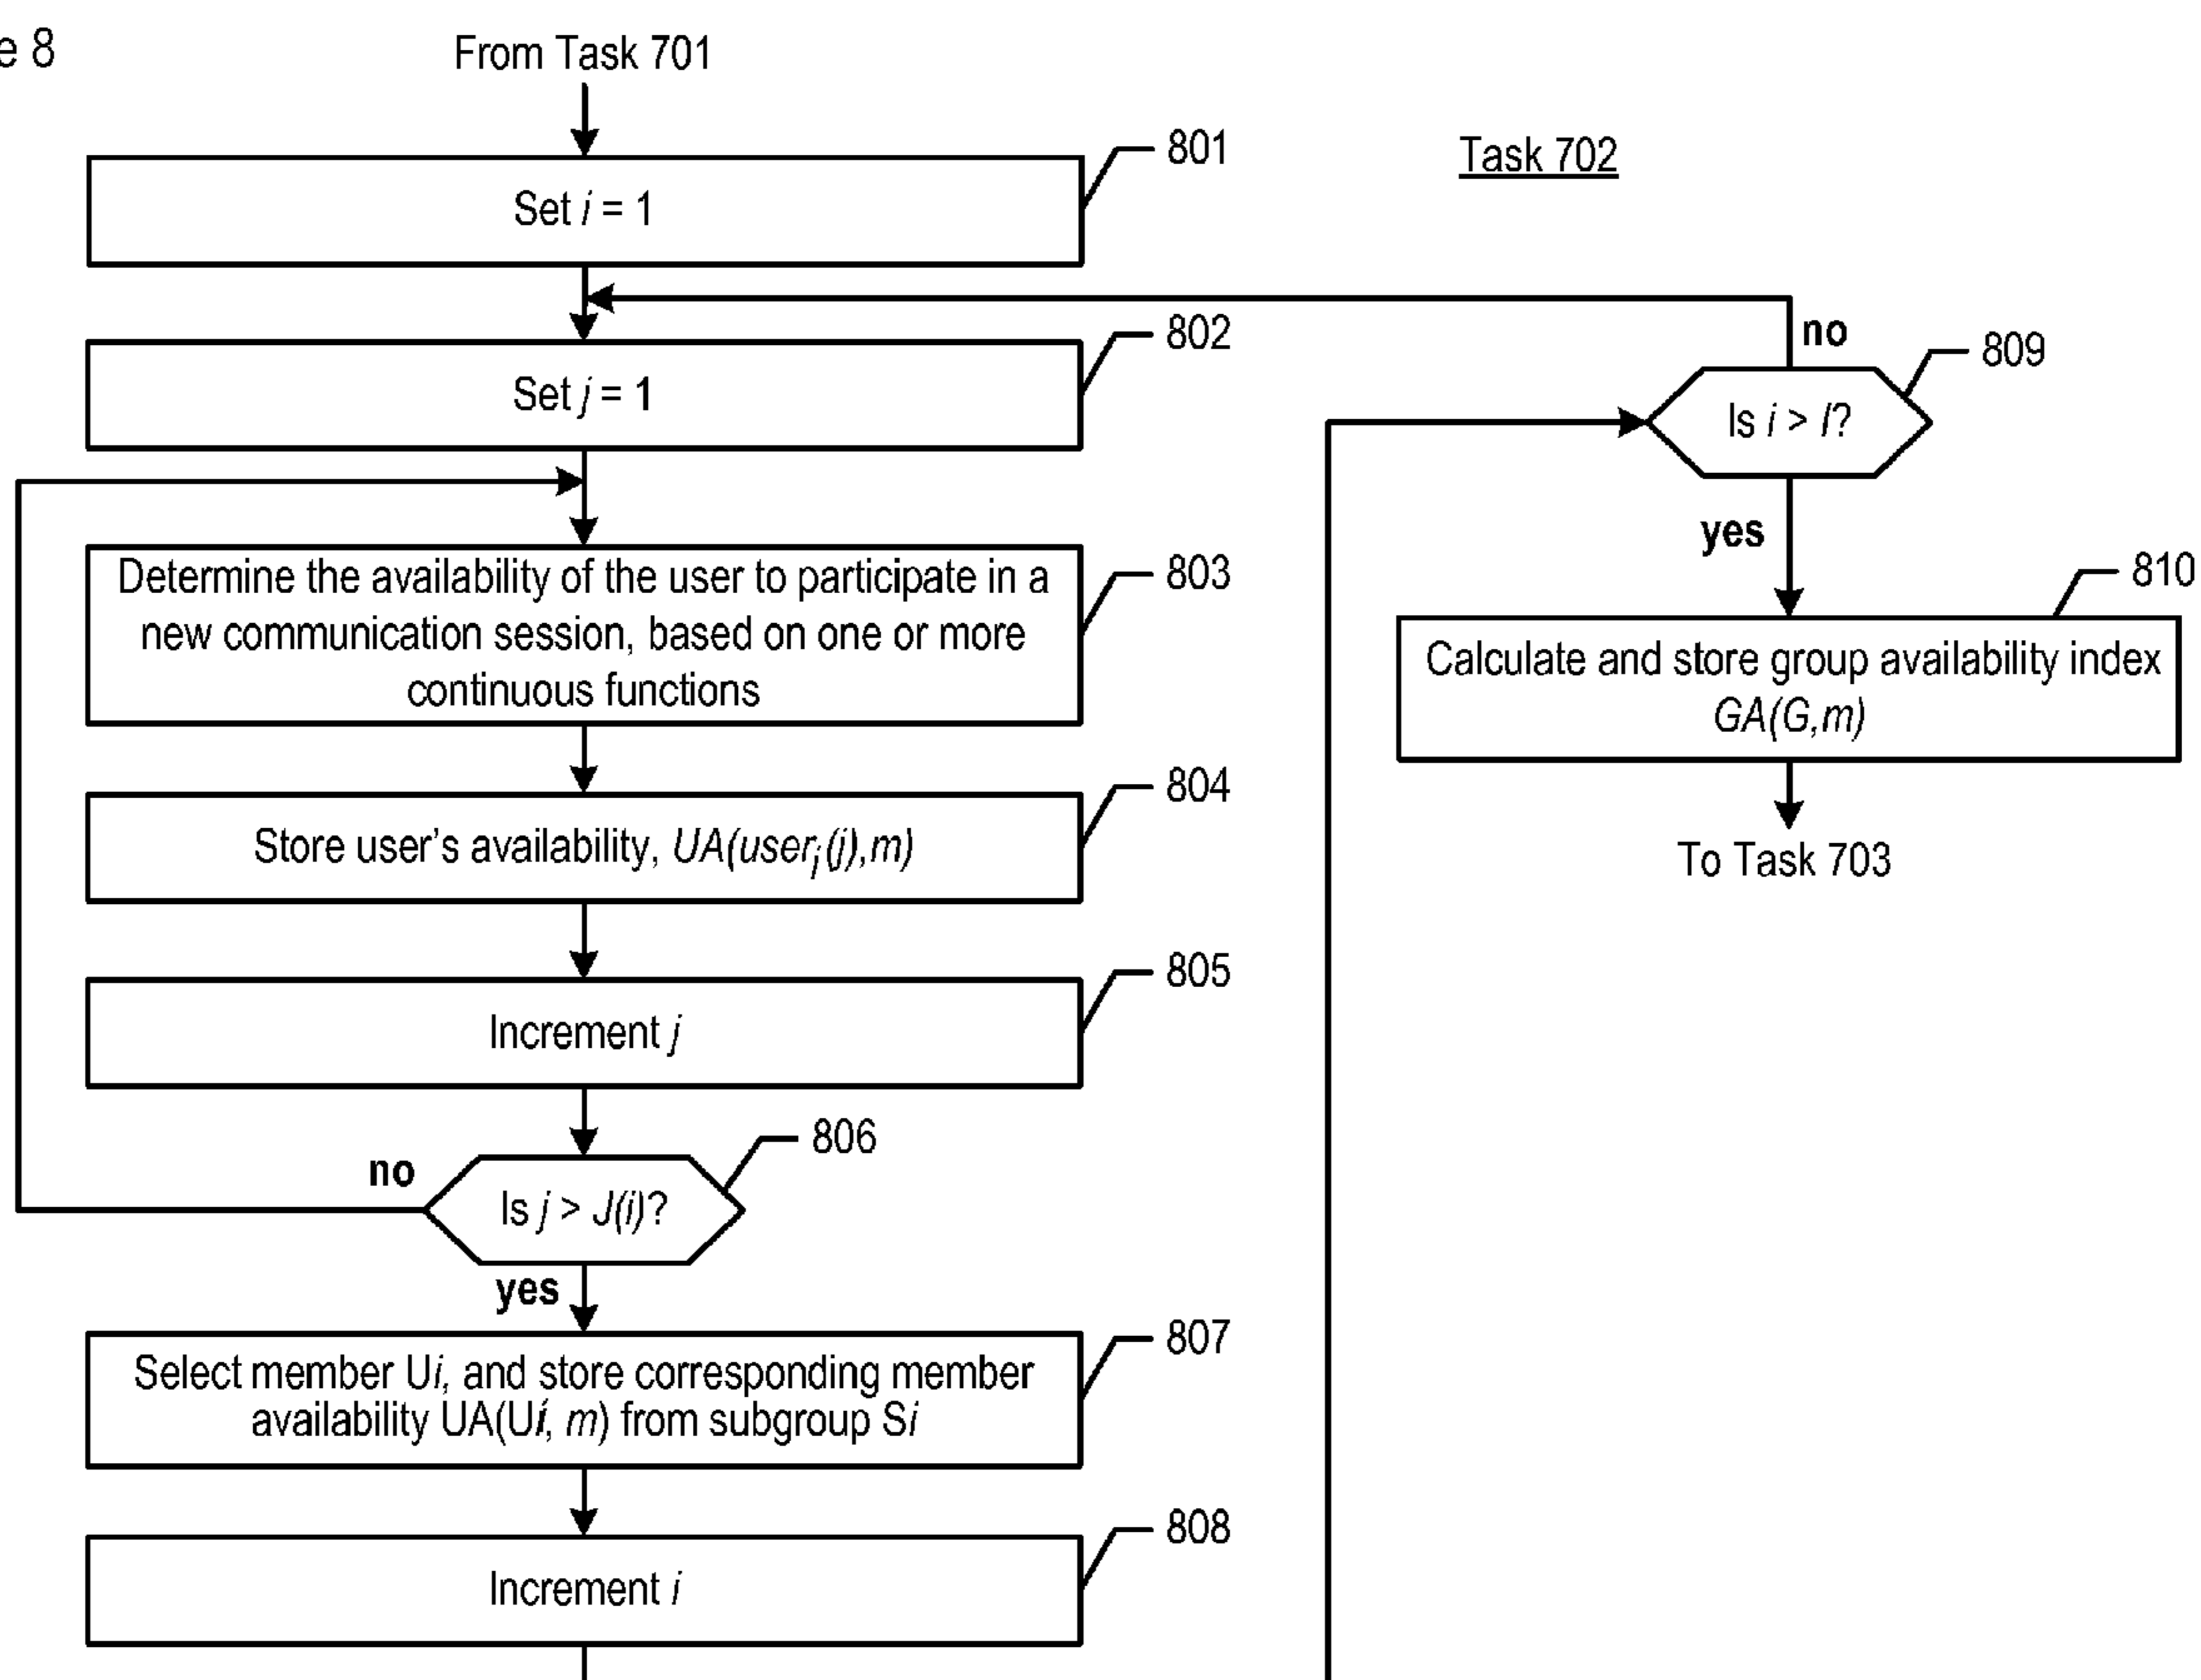 e 8
From Task 701
801
Task 702
Set i = 1
802
no
809
Set j = 1
Is i > I?
yes
803
810
Determine the availability of the user to participate in a
new communication session, based on one or more
continuous functions
Calculate and store group availability index
GA(G,m)
804
Store user's availability, UA(userᵢ(j),m)
To Task 703
805
Increment j
806
no
Is j > J(i)?
yes
807
Select member Ui, and store corresponding member
availability UA(Ui, m) from subgroup Si
808
Increment i